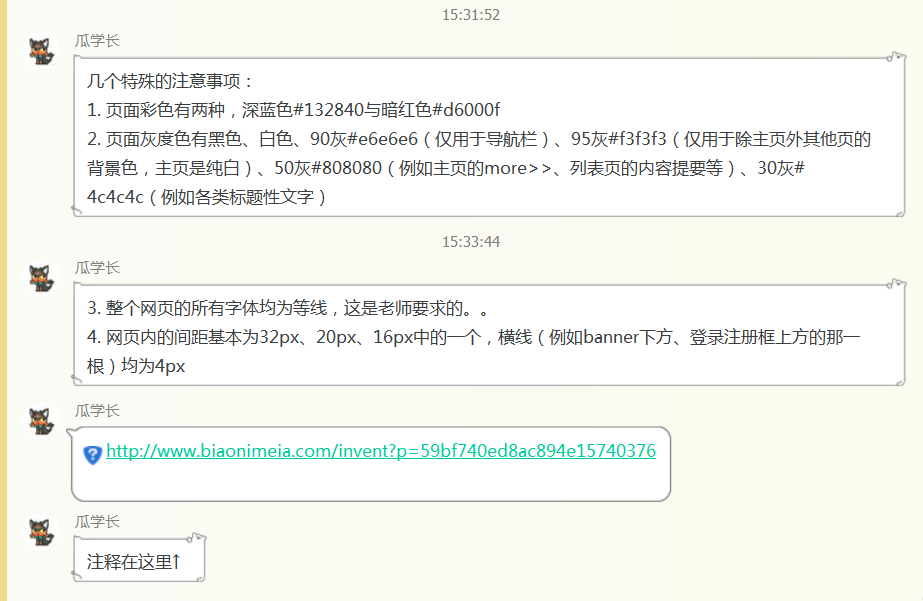 15:31:52
瓜学长
几个特殊的注意事项：
1. 页面彩色有两种，深蓝色#132840与暗红色#d6000f
2. 页面灰度色有黑色、白色、90灰#e6e6e6（仅用于导航栏）、95灰#f3f3f3（仅用于除主页外其他页的
背景色，主页是纯白）、50灰#808080（例如主页的more>>、列表页的内容提要等）、30灰#
4c4c4c（例如各类标题性文字）
15:33:44
瓜学长
3. 整个网页的所有字体均为等线，这是老师要求的。。
4. 网页内的间距基本为32px、20px、16px中的一个，横线（例如banner下方、登录注册框上方的那一
根）均为4px
瓜学长
http://www.biaonimeia.com/invent?p=59bf740ed8ac894e15740376
瓜学长
注释在这里↑